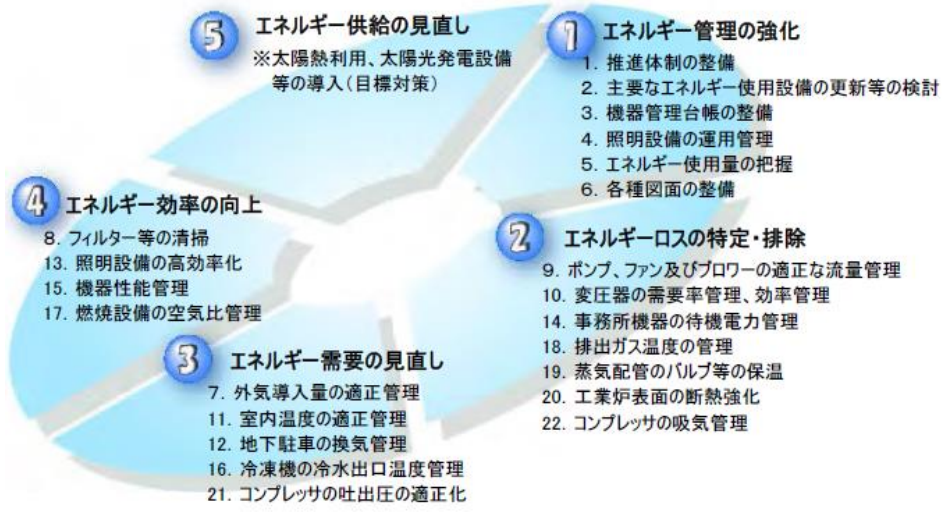 5 エネルギー供給の見直し
※太陽熱利用、太陽光発電設備
等の導入(目標対策)
1 エネルギー管理の強化
1. 推進体制の整備
2. 主要なエネルギー使用設備の更新等の検討
3. 機器管理台帳の整備
4. 照明設備の運用管理
5. エネルギー使用量の把握
6. 各種図面の整備
2 エネルギーロスの特定・排除
9. ポンプ、ファン及びブロワーの適正な流量管理
10. 変圧器の需要率管理、効率管理
14. 事務所機器の待機電力管理
18. 排出ガス温度の管理
19. 蒸気配管のバルブ等の保温
20. 工業炉表面の断熱強化
22. コンプレッサの吸気管理
3 エネルギー需要の見直し
7. 外気導入量の適正管理
11. 室内温度の適正管理
12. 地下駐車の換気管理
16. 冷凍機の冷水出口温度管理
21. コンプレッサの吐出圧の適正化
4 エネルギー効率の向上
8. フィルター等の清掃
13. 照明設備の高効率化
15. 機器性能管理
17. 燃焼設備の空気比管理